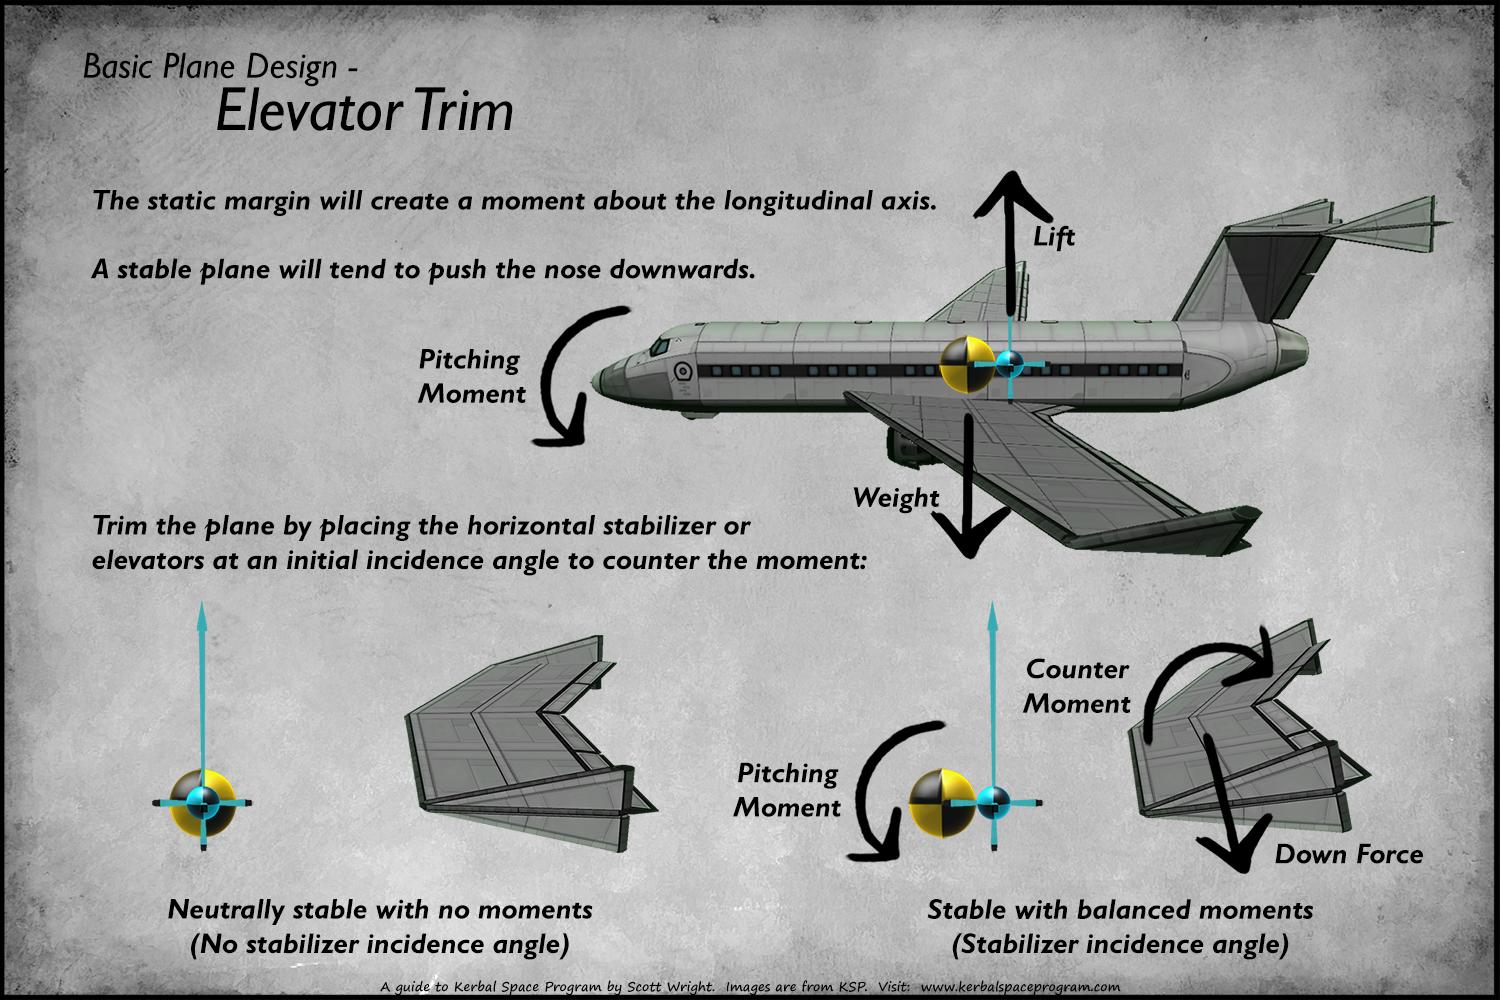 Basic Plane Design -
Elevator Trim
The static margin will create a moment about the longitudinal axis.
A stable plane will tend to push the nose downwards.
Lift
Pitching
Moment
Weight
Trim the plane by placing the horizontal stabilizer or
elevators at an initial incidence angle to counter the moment:
Counter
Moment
Pitching
Moment
Down Force
Neutrally stable with no moments
(No stabilizer incidence angle)
Stable with balanced moments
(Stabilizer incidence angle)
A guide to Kerbal Space Program by Scott Wright.  Images are from KSP.  Visit:  www.kerbalspaceprogram.com